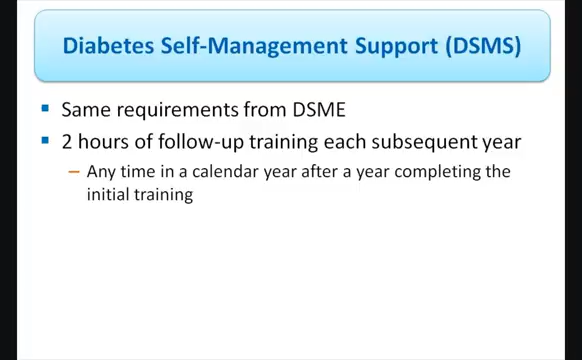 Diabetes Self-Management Support (DSMS)
▪ Same requirements from DSME
▪ 2 hours of follow-up training each subsequent year
– Any time in a calendar year after a year completing the
initial training